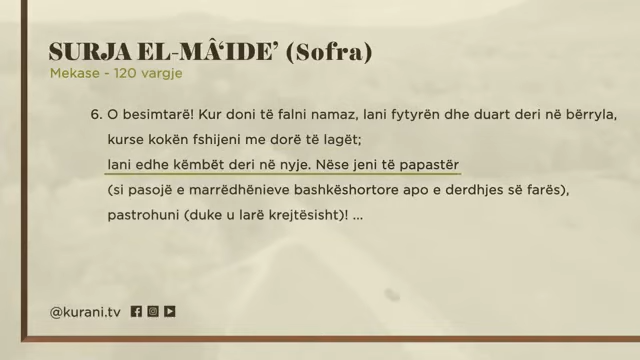 SURJA EL-MÂ‘IDE’ (Sofra)
Mekase - 120 vargje
6. O besimtarë! Kur doni të falni namaz, lani fytyrën dhe duart deri në bërryla,
kurse kokën fshijeni me dorë të lagët;
lani edhe këmbët deri në nyje. Nëse jeni të papastër
(si pasojë e marrëdhënieve bashkëshortore apo e derdhjes së farës),
pastrohuni (duke u larë krejtësisht)! ...
@kurani.tv